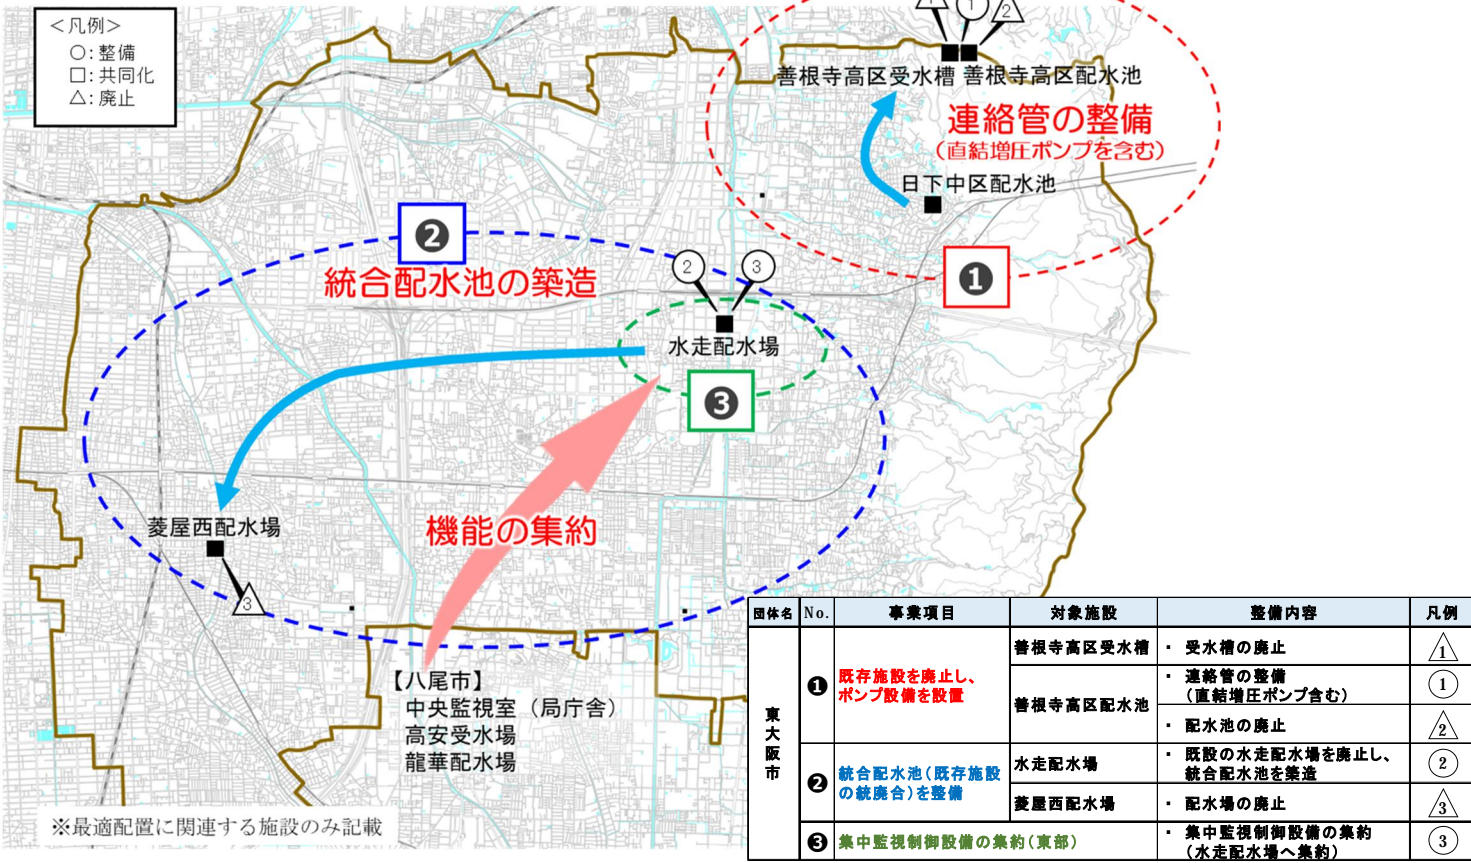 ＜凡例＞
○：整備
□：共同化
△：廃止
1
1
2
善根寺高区受水槽 善根寺高区配水池
連絡管の整備
（直結増圧ポンプを含む）
日下中区配水池
❶
❷
統合配水池の築造
2
3
水走配水場
❸
菱屋西配水場
3
機能の集約
【八尾市】
中央監視室（局庁舎）
高安受水場
龍華配水場
※最適配置に関連する施設のみ記載
団体名 No. 事業項目 対象施設 整備内容 凡例
東大阪市
❶
既存施設を廃止し、
ポンプ設備を設置
善根寺高区受水槽 ・ 受水槽の廃止 1
善根寺高区配水池
・ 連絡管の整備
（直結増圧ポンプ含む）
1
・ 配水池の廃止 2
❷
統合配水池（既存施設
の統廃合）を整備
水走配水場
・ 既設の水走配水場を廃止し、
統合配水池を築造
2
菱屋西配水場 ・ 配水場の廃止 3
❸ 集中監視制御設備の集約（東部）
・ 集中監視制御設備の集約
（水走配水場へ集約）
3